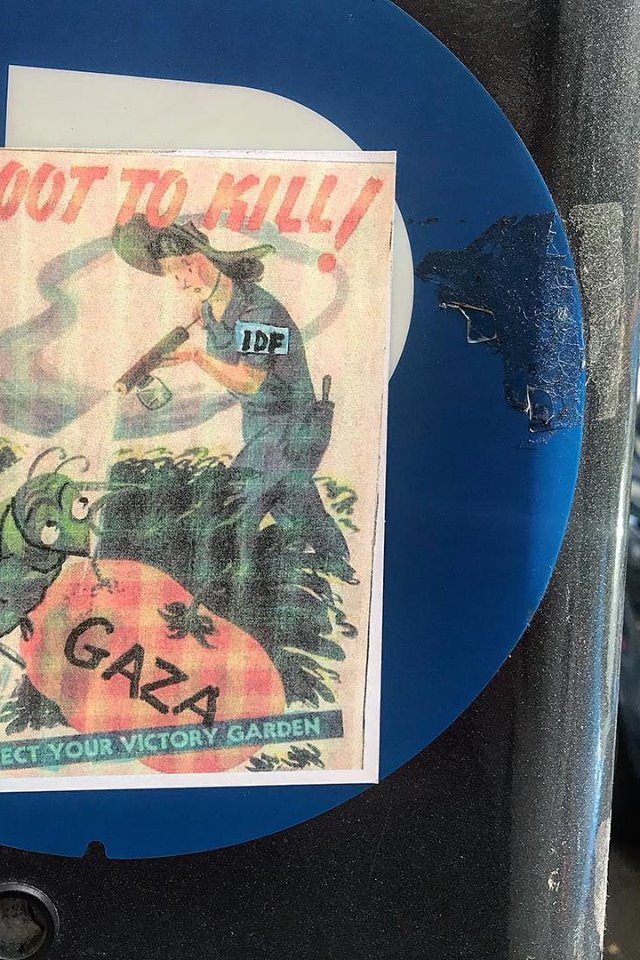 OOT TO KILL!
IDF
GAZA
ECT YOUR VICTORY GARDEN